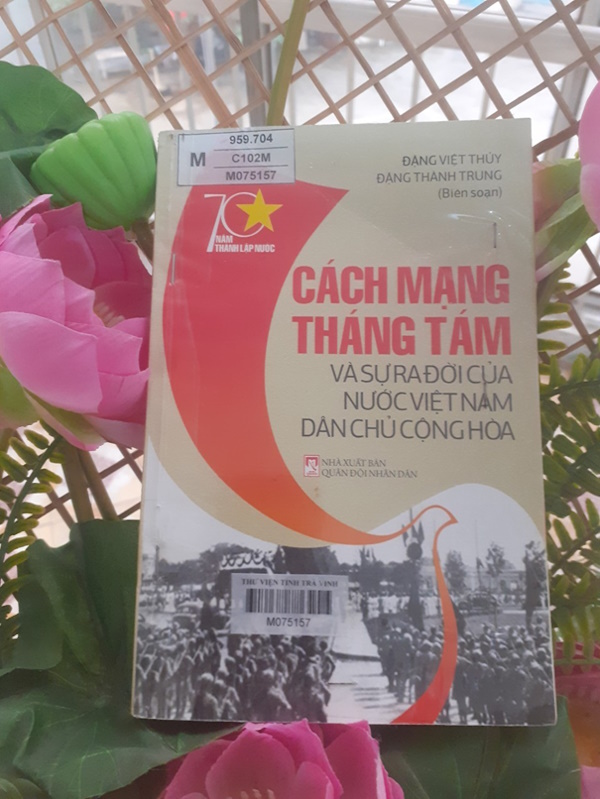 959.704
M
C102M
M075157
ĐẶNG VIỆT THỦY
ĐẶNG THÀNH TRUNG
(Biên soạn)
70
NĂM
THÀNH LẬP NƯỚC
CÁCH MẠNG
THÁNG TÁM
VÀ SỰ RA ĐỜI CỦA
NƯỚC VIỆT NAM
DÂN CHỦ CỘNG HÒA
NHÀ XUẤT BẢN
QUÂN ĐỘI NHÂN DÂN
THƯ VIỆN TỈNH TRÀ VINH
M075157